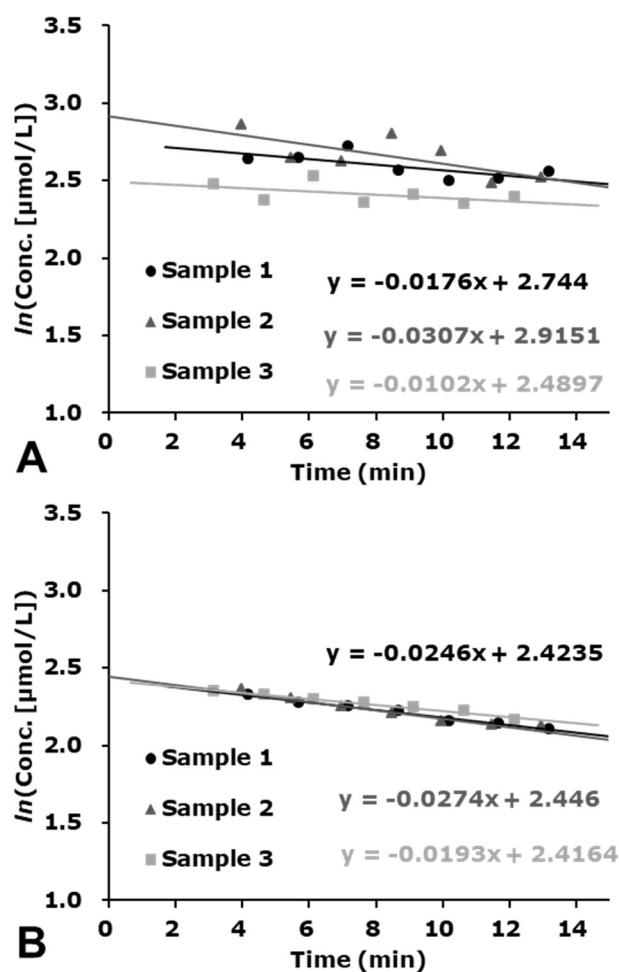 3.5
3.0
2.5
2.0
1.5
1.0
ln(Conc. [µmol/L])
Sample 1
Sample 2
Sample 3
y = -0.0176x + 2.744
y = -0.0307x + 2.9151
y = -0.0102x + 2.4897
0 2 4 6 8 10 12 14
Time (min)
A
3.5
3.0
2.5
2.0
1.5
1.0
ln(Conc. [µmol/L])
y = -0.0246x + 2.4235
Sample 1
Sample 2
Sample 3
y = -0.0274x + 2.446
y = -0.0193x + 2.4164
0 2 4 6 8 10 12 14
Time (min)
B